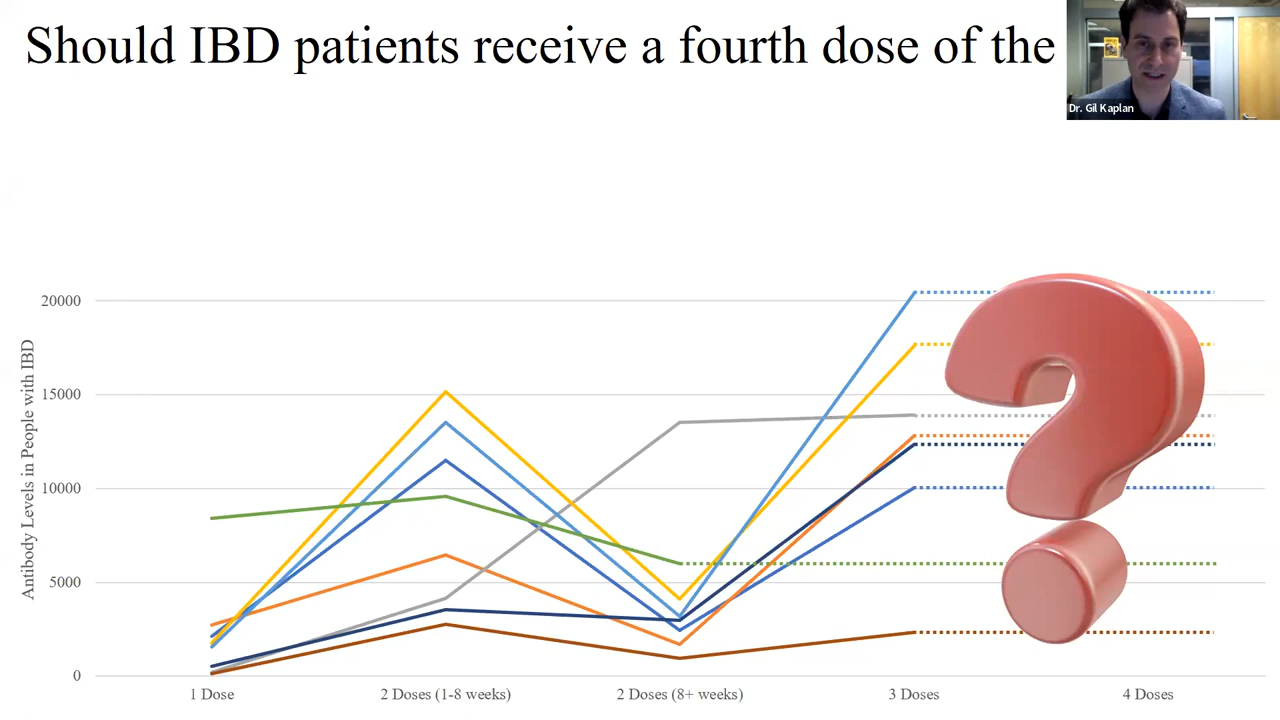 Should IBD patients receive a fourth dose of the
Dr. Gil Kaplan
Antibody Levels in People with IBD
20000
15000
10000
5000
0
1 Dose
2 Doses (1-8 weeks)
2 Doses (8+ weeks)
3 Doses
4 Doses
?